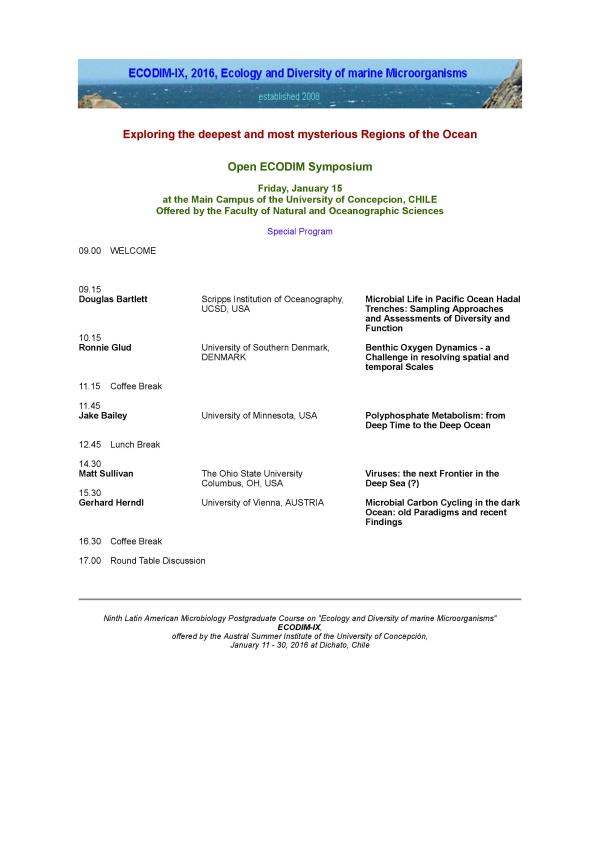 ECODIM-IX, 2016, Ecology and Diversity of marine Microorganisms
established 2008
Exploring the deepest and most mysterious Regions of the Ocean
Open ECODIM Symposium
Friday, January 15
at the Main Campus of the University of Concepcion, CHILE
Offered by the Faculty of Natural and Oceanographic Sciences
Special Program
09.00 WELCOME
09.15
Douglas Bartlett Scripps Institution of Oceanography, Microbial Life in Pacific Ocean Hadal
UCSD, USA Trenches: Sampling Approaches
and Assessments of Diversity and
Function
10.15
Ronnie Glud University of Southern Denmark, Benthic Oxygen Dynamics - a
DENMARK Challenge in resolving spatial and
temporal Scales
11.15 Coffee Break
11.45
Jake Bailey University of Minnesota, USA Polyphosphate Metabolism: from
Deep Time to the Deep Ocean
12.45 Lunch Break
14.30
Matt Sullivan The Ohio State University Viruses: the next Frontier in the
Columbus, OH, USA Deep Sea (?)
15.30
Gerhard Herndl University of Vienna, AUSTRIA Microbial Carbon Cycling in the dark
Ocean: old Paradigms and recent
Findings
16.30 Coffee Break
17.00 Round Table Discussion
Ninth Latin American Microbiology Postgraduate Course on "Ecology and Diversity of marine Microorganisms"
ECODIM-IX,
offered by the Austral Summer Institute of the University of Concepción,
January 11 - 30, 2016 at Dichato, Chile